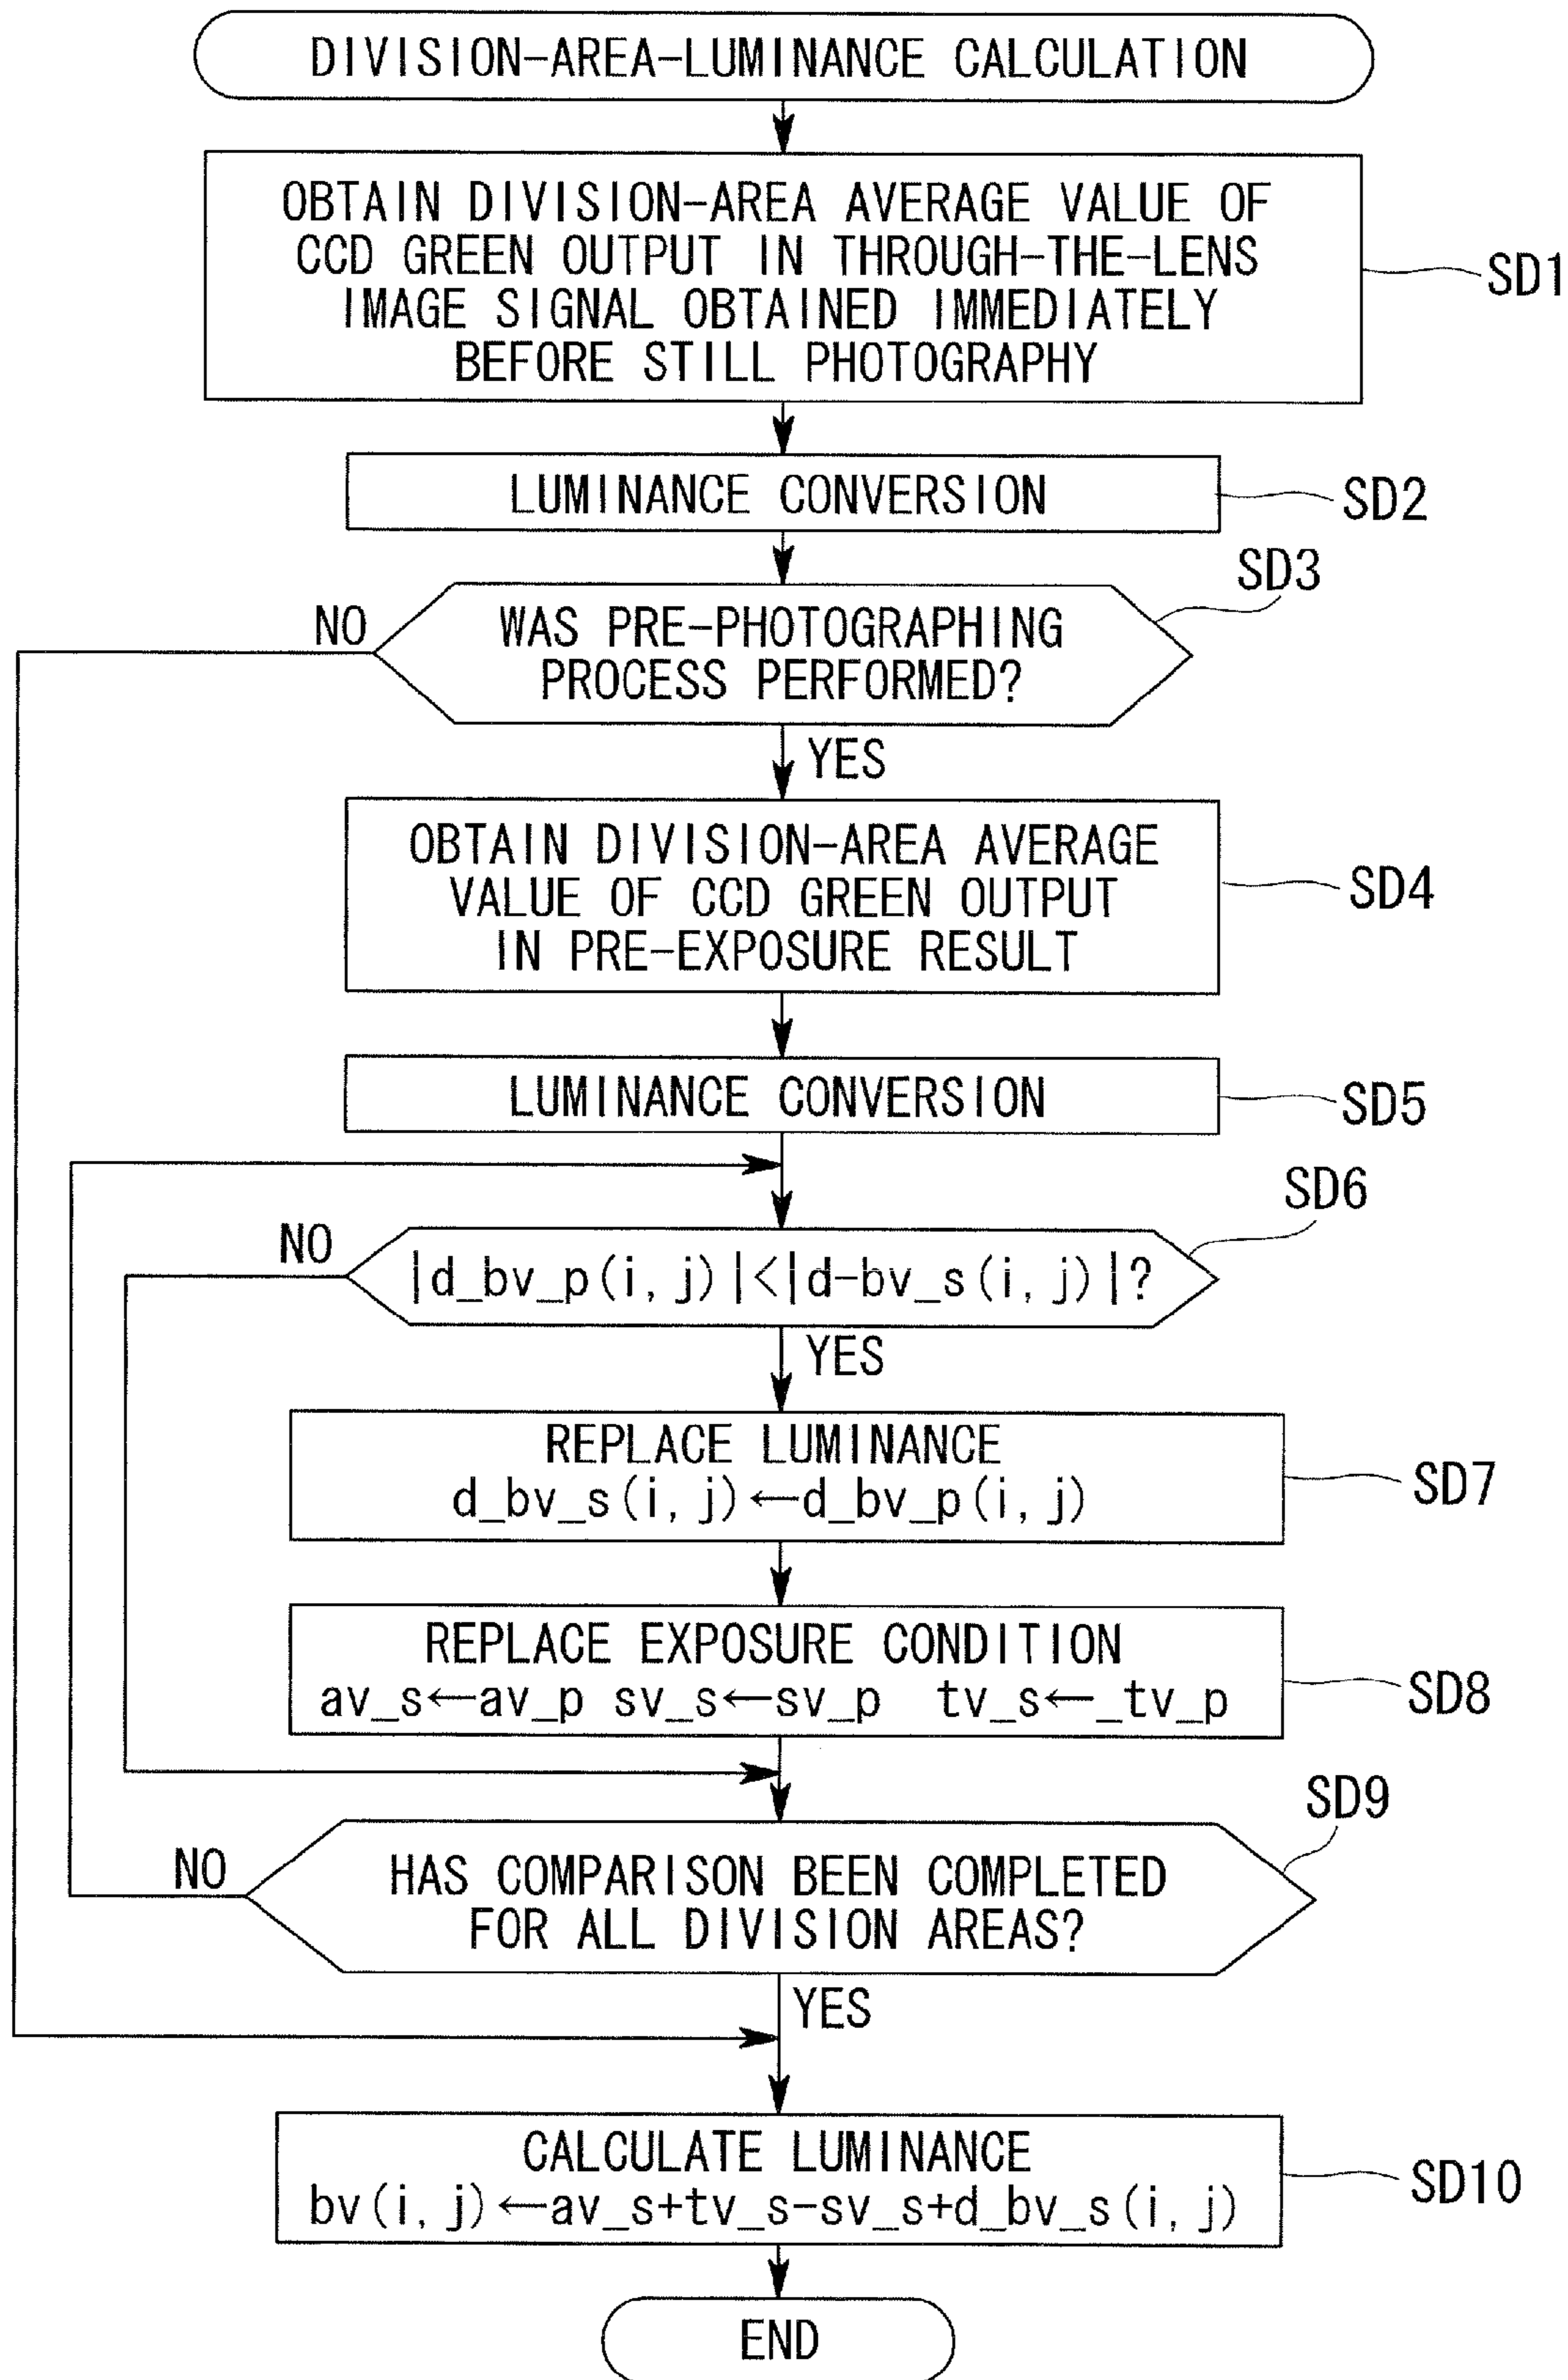 DIVISION-AREA-LUMINANCE CALCULATION
OBTAIN DIVISION-AREA AVERAGE VALUE OF
CCD GREEN OUTPUT IN THROUGH-THE-LENS
IMAGE SIGNAL OBTAINED IMMEDIATELY
BEFORE STILL PHOTOGRAPHY
SD1
LUMINANCE CONVERSION
SD2
SD3
NO
WAS PRE-PHOTOGRAPHING
PROCESS PERFORMED?
YES
OBTAIN DIVISION-AREA AVERAGE
VALUE OF CCD GREEN OUTPUT
IN PRE-EXPOSURE RESULT
SD4
LUMINANCE CONVERSION
SD5
SD6
NO
|d_bv_p(i, j)|<|d-bv_s(i, j)|?
YES
REPLACE LUMINANCE
d_bv_s(i, j)←d_bv_p(i, j)
SD7
REPLACE EXPOSURE CONDITION
av_s←av_p sv_s←sv_p tv_s←_tv_p
SD8
SD9
NO
HAS COMPARISON BEEN COMPLETED
FOR ALL DIVISION AREAS?
YES
CALCULATE LUMINANCE
bv(i, j)←av_s+tv_s-sv_s+d_bv_s(i, j)
SD10
END